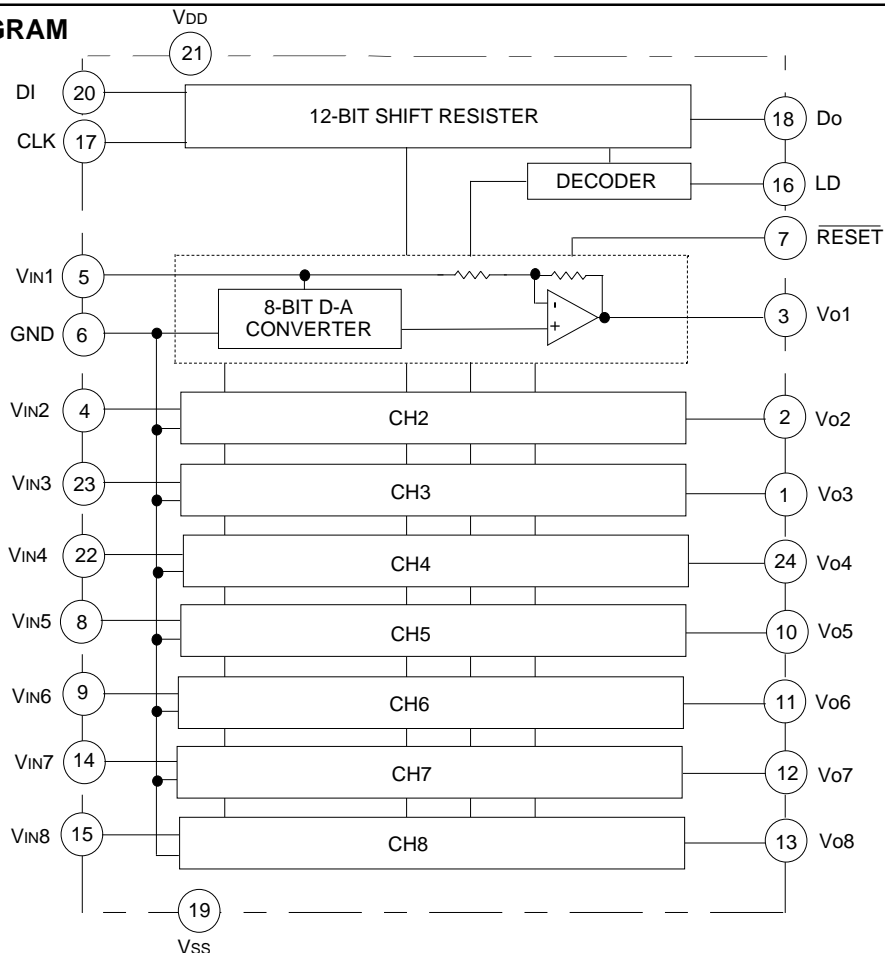 GRAM
VDD
21
DI 20
12-BIT SHIFT RESISTER
18 Do
CLK 17
DECODER
16 LD
7 RESET
VIN1 5
8-BIT D-A
CONVERTER
-
+
3 Vo1
GND 6
VIN2 4
CH2
2 Vo2
VIN3 23
CH3
1 Vo3
VIN4 22
CH4
24 Vo4
VIN5 8
CH5
10 Vo5
VIN6 9
CH6
11 Vo6
VIN7 14
CH7
12 Vo7
VIN8 15
CH8
13 Vo8
19
Vss